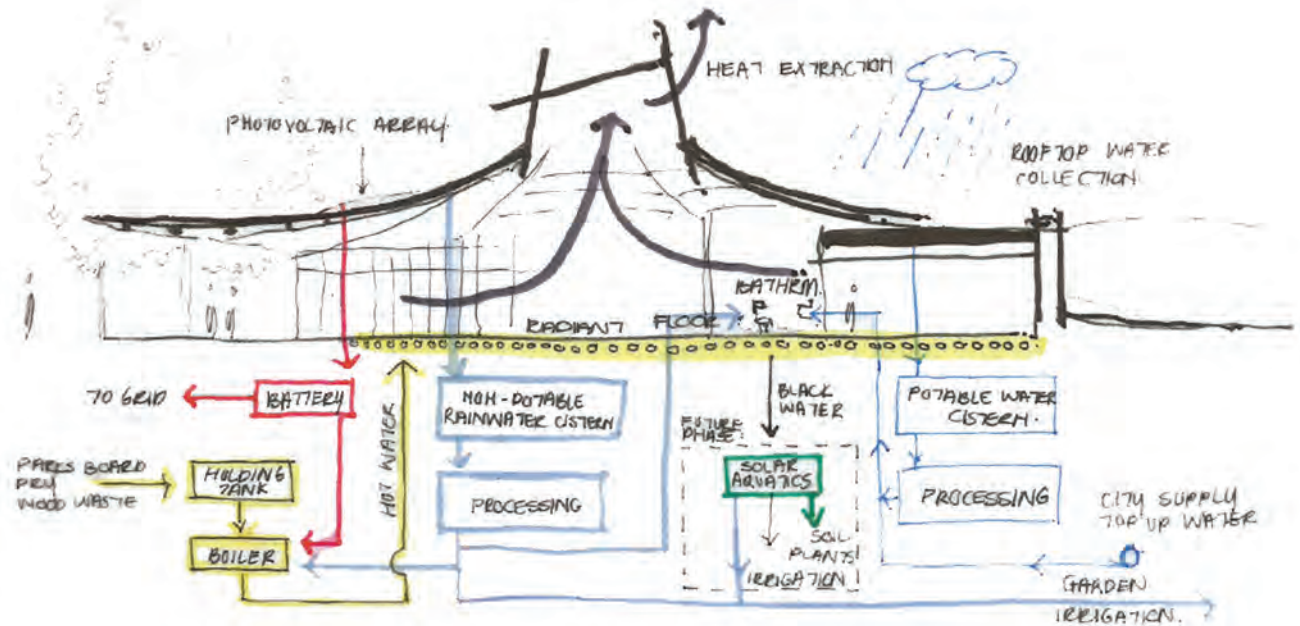 HEAT EXTRACTION
PHOTOVOLTAIC ARRAY
ROOFTOP WATER
COLLECTION
BATHRM.
RADIANT FLOOR
TO GRID
BATTERY
HOT WATER
NON-POTABLE
RAINWATER CISTERN
BLACK
WATER
POTABLE WATER
CISTERN.
FUTURE
PHASE:
PARKS BOARD
DRY
WOOD WASTE
HOLDING
TANK
PROCESSING
SOLAR
AQUATICS
PROCESSING
CITY SUPPLY
TOP UP WATER
BOILER
SOIL
PLANTS
IRRIGATION
GARDEN
IRRIGATION.